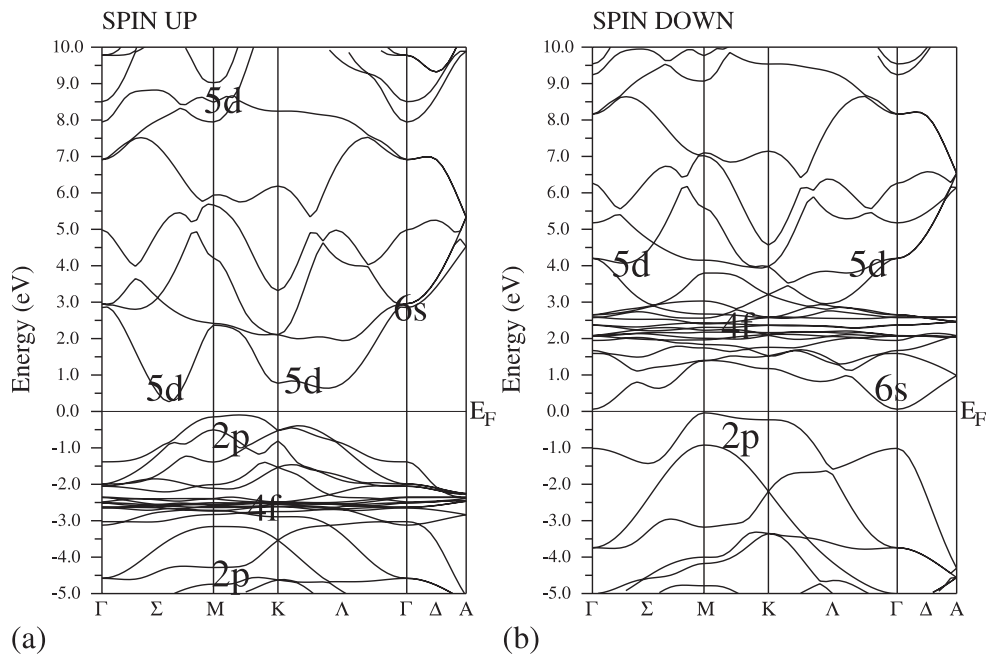 SPIN UP
10.0
9.0
8.0
7.0
6.0
5.0
4.0
3.0
2.0
1.0
0.0
-1.0
-2.0
-3.0
-4.0
-5.0
Energy (eV)
5d
6s
5d
5d
E_F
2p
4f
2p
Γ Σ M K Λ Γ Δ A
(a)
SPIN DOWN
10.0
9.0
8.0
7.0
6.0
5.0
4.0
3.0
2.0
1.0
0.0
-1.0
-2.0
-3.0
-4.0
-5.0
Energy (eV)
5d 5d
4f
6s
E_F
2p
Γ Σ M K Λ Γ Δ A
(b)